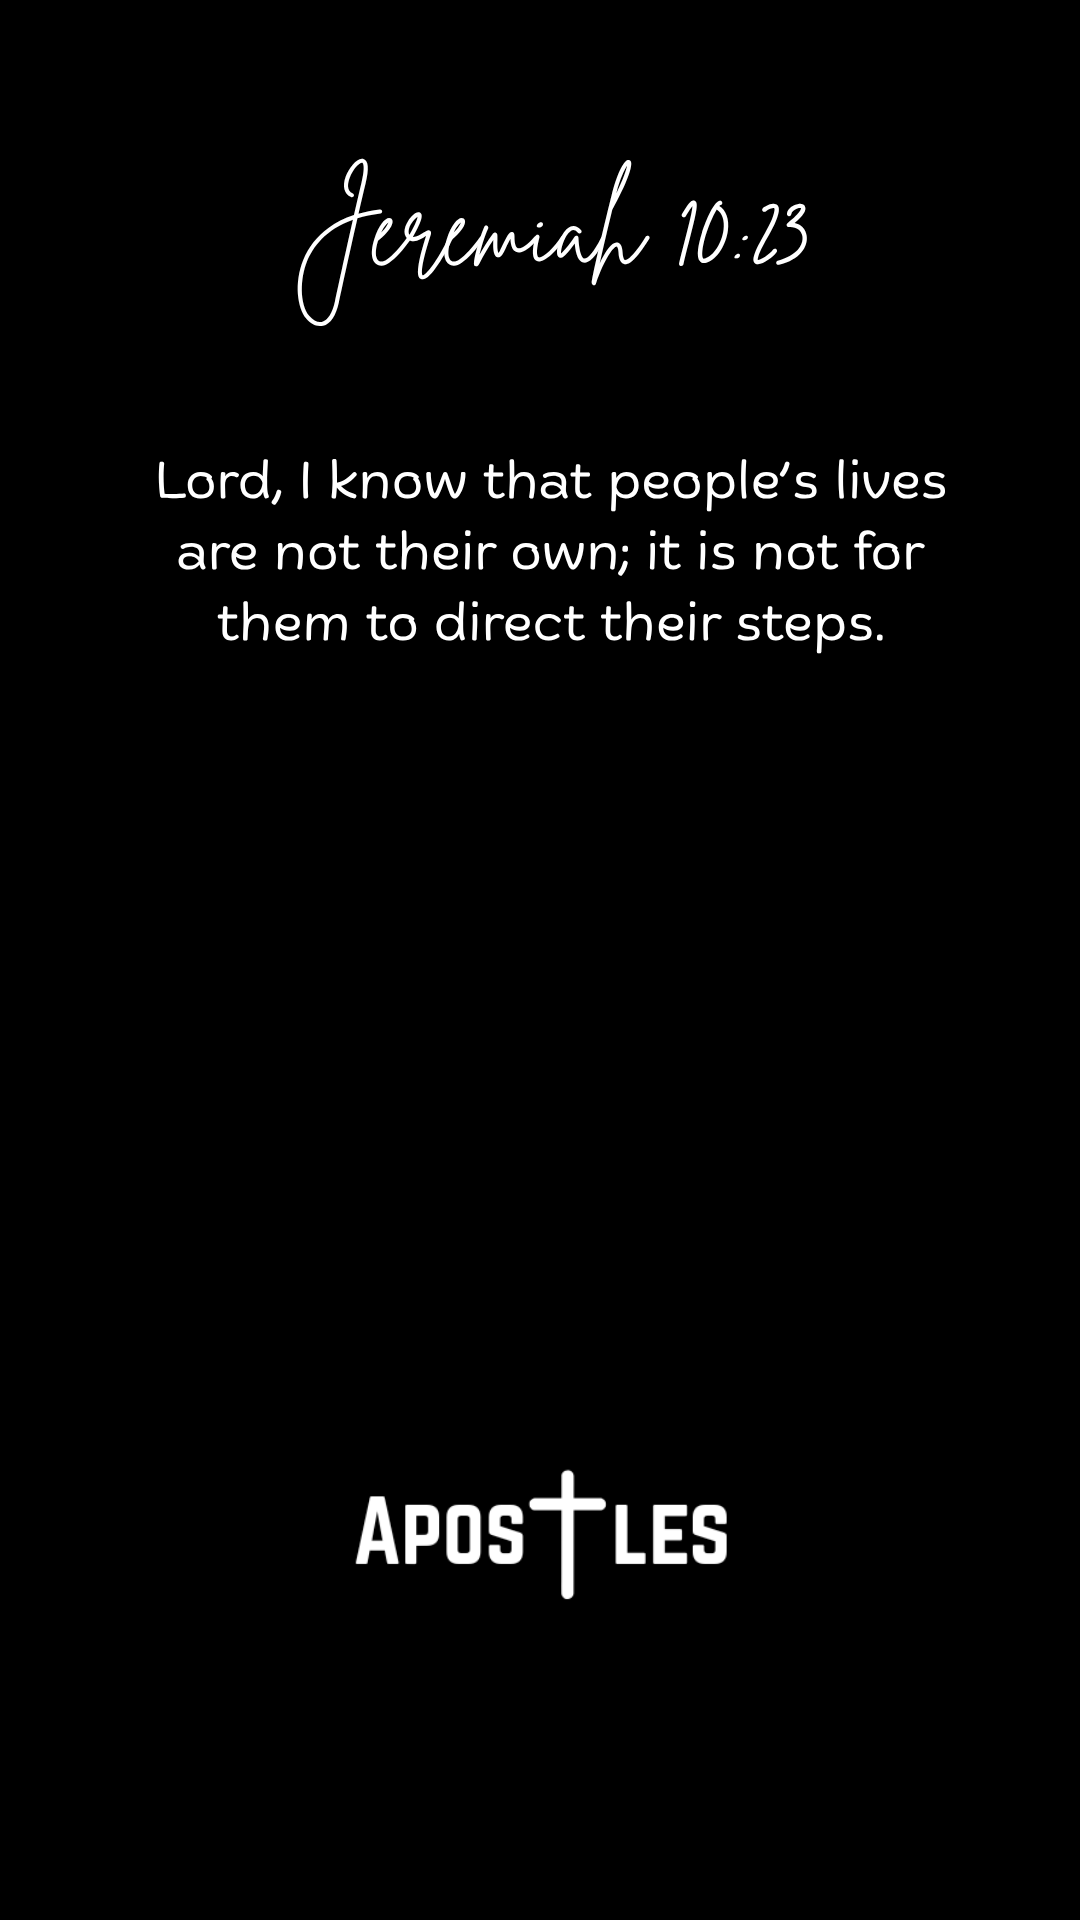 Jeremiah 10:23
Lord, I know that people’s lives
are not their own; it is not for
them to direct their steps.
APOSTLES